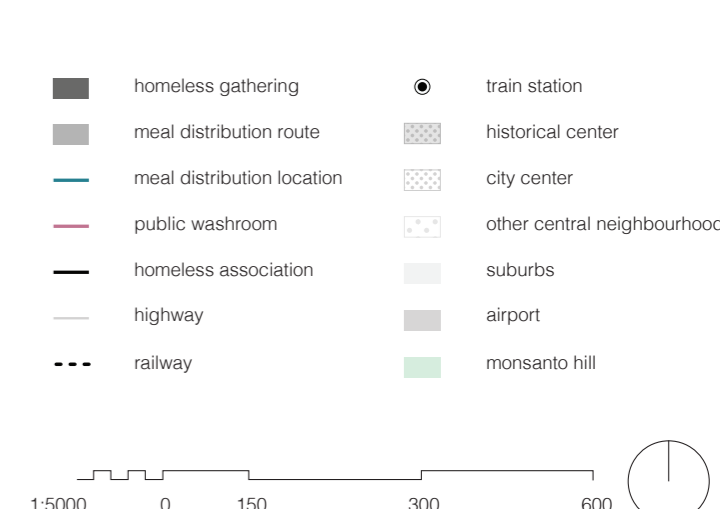 homeless gathering
meal distribution route
meal distribution location
public washroom
homeless association
highway
railway
train station
historical center
city center
other central neighbourhood
suburbs
airport
monsanto hill
1:5000 0 150 300 600